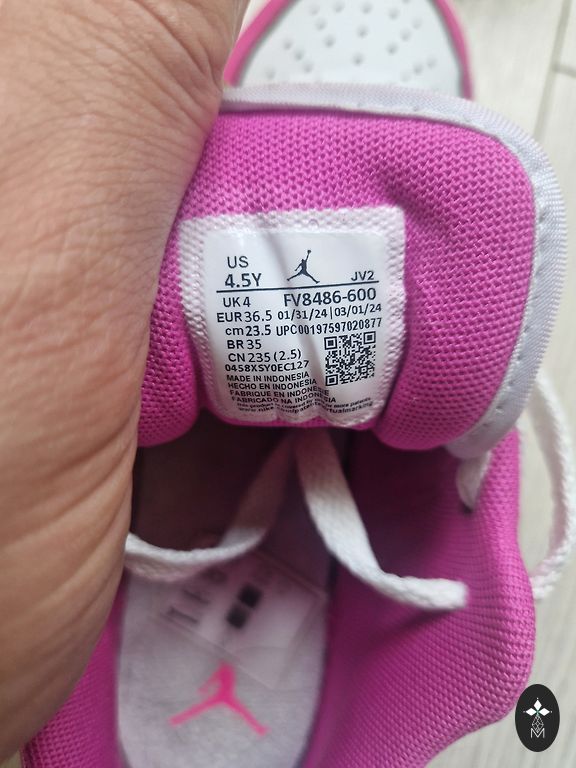 US
4.5Y
JV2
UK 4 FV8486-600
EUR 36.5 01/31/24 | 03/01/24
cm 23.5 UPC00197597020877
BR 35
CN 235 (2.5)
0458XSY0EC127
MADE IN INDONESIA
HECHO EN INDONESIA
FABRIQUE EN INDONESIE
FABRICADO NA INDONESIA
M